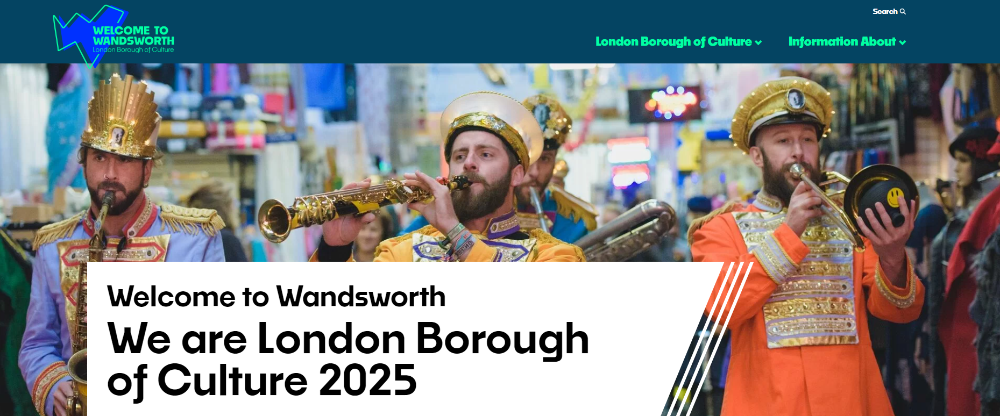 WELCOME TO
WANDSWORTH
London Borough of Culture
Search
London Borough of Culture
Information About
Welcome to Wandsworth
We are London Borough
of Culture 2025